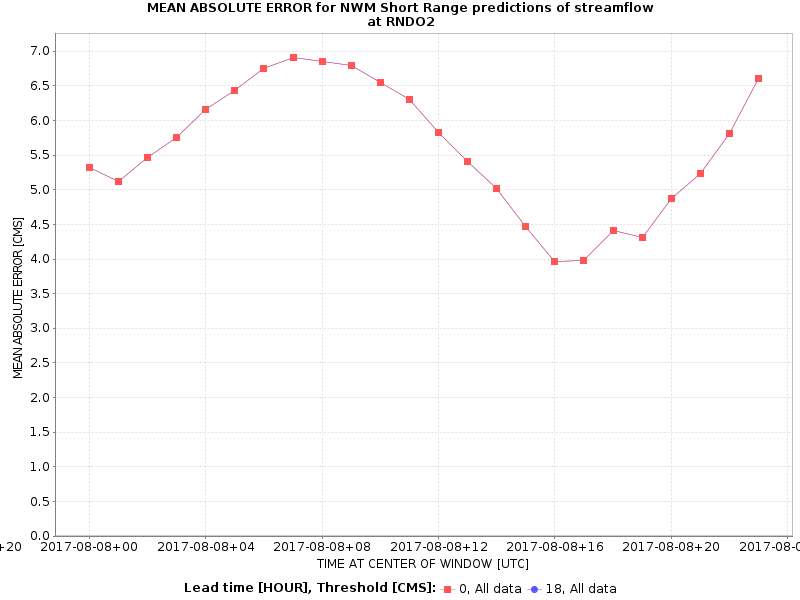 MEAN ABSOLUTE ERROR for NWM Short Range predictions of streamflow
at RNDO2
7.0
6.5
6.0
5.5
5.0
4.5
4.0
3.5
3.0
2.5
2.0
1.5
1.0
0.5
0.0
MEAN ABSOLUTE ERROR [CMS]
+20 2017-08-08+00 2017-08-08+04 2017-08-08+08 2017-08-08+12 2017-08-08+16 2017-08-08+20 2017-08-0
TIME AT CENTER OF WINDOW [UTC]
Lead time [HOUR], Threshold [CMS]: 0, All data 18, All data